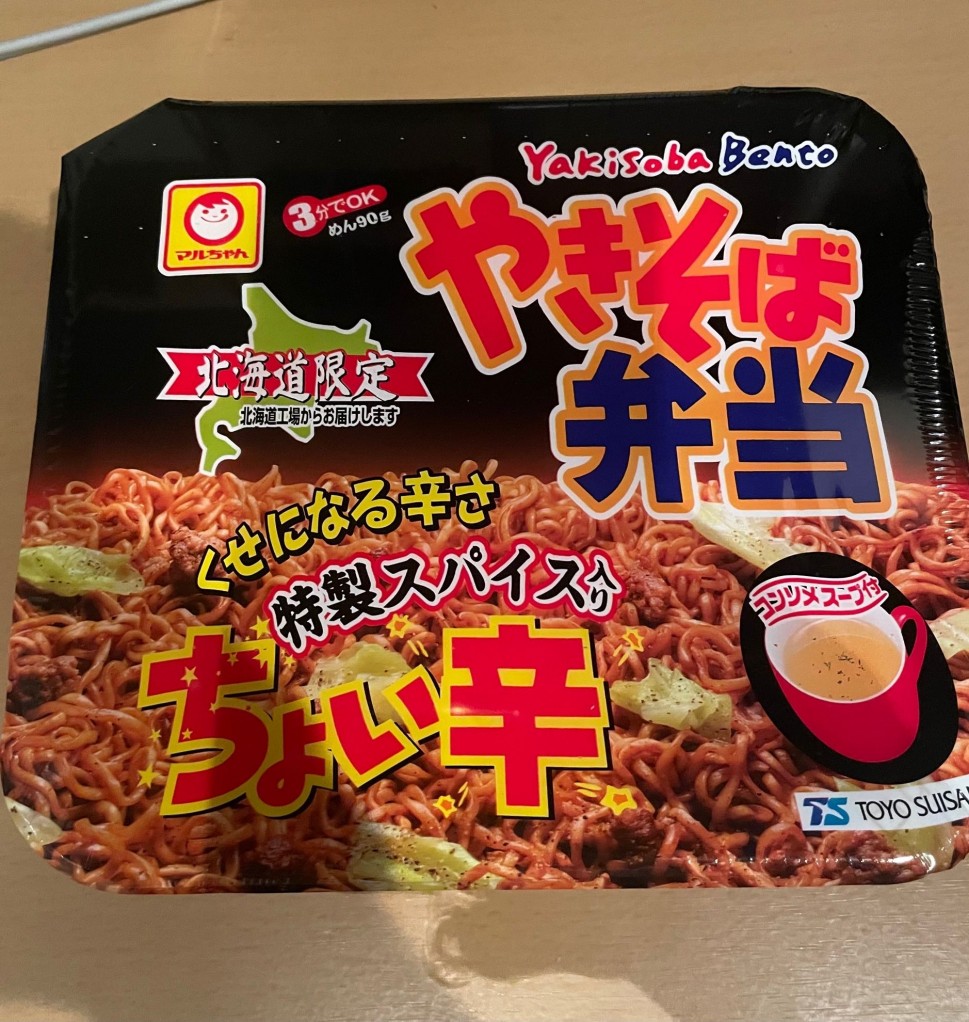 Yakisoba Bento
マルちゃん
3分でOK
めん90g
やきそば
弁当
北海道限定
北海道工場からお届けします
くせになる辛さ
特製スパイス入り
ちょい辛
コンソメスープ付
TS TOYO SUISA